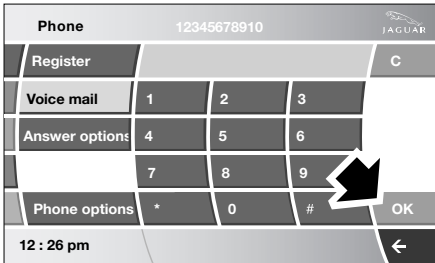 Phone 12345678910 JAGUAR
Register C
Voice mail 1 2 3
Answer options 4 5 6
7 8 9
Phone options * 0 # OK
12 : 26 pm